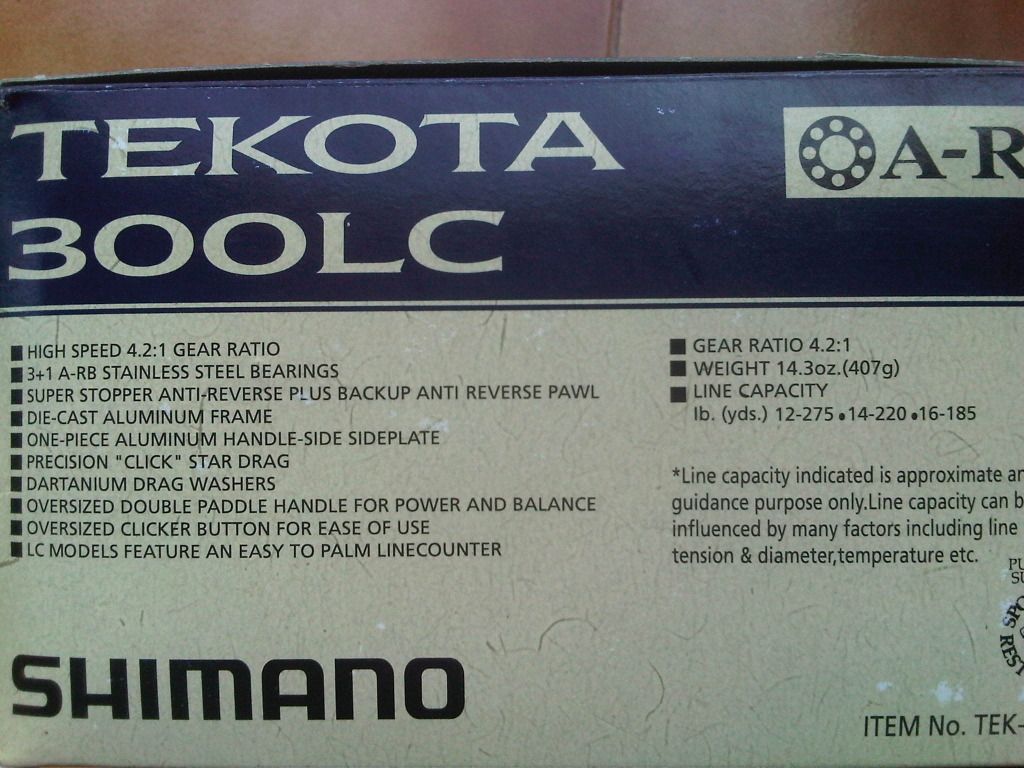 TEKOTA
A-R
300LC
HIGH SPEED 4.2:1 GEAR RATIO
3+1 A-RB STAINLESS STEEL BEARINGS
SUPER STOPPER ANTI-REVERSE PLUS BACKUP ANTI REVERSE PAWL
DIE-CAST ALUMINUM FRAME
ONE-PIECE ALUMINUM HANDLE-SIDE SIDEPLATE
PRECISION "CLICK" STAR DRAG
DARTANIUM DRAG WASHERS
OVERSIZED DOUBLE PADDLE HANDLE FOR POWER AND BALANCE
OVERSIZED CLICKER BUTTON FOR EASE OF USE
LC MODELS FEATURE AN EASY TO PALM LINECOUNTER
GEAR RATIO 4.2:1
WEIGHT 14.3oz.(407g)
LINE CAPACITY
lb. (yds.) 12-275 •14-220 •16-185
*Line capacity indicated is approximate
guidance purpose only.Line capacity can
influenced by many factors including line
tension & diameter,temperature etc.
SHIMANO
ITEM No. TEK-